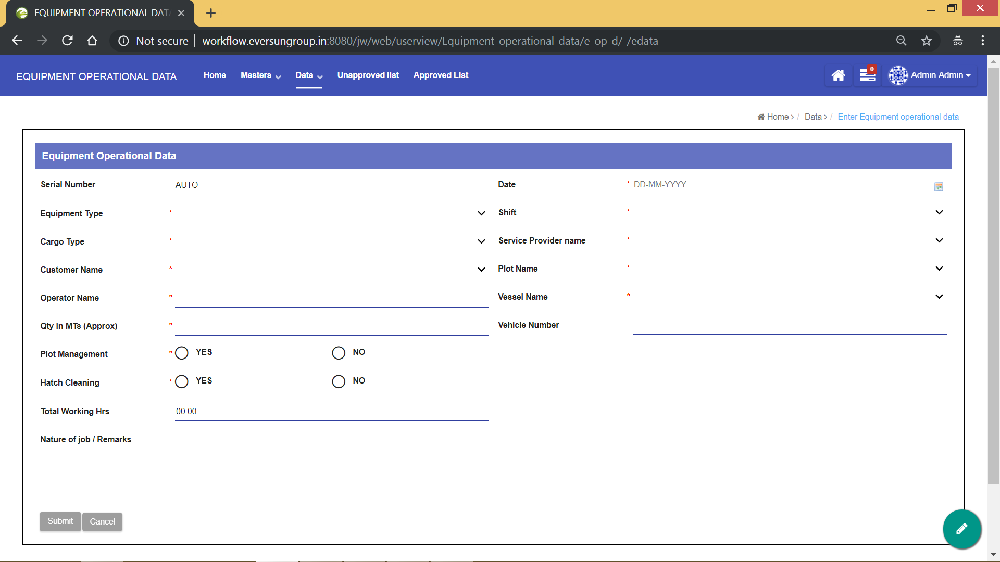 EQUIPMENT OPERATIONAL DAT
Not secure | workflow.eversungroup.in:8080/jw/web/userview/Equipment_operational_data/e_op_d/_/edata
EQUIPMENT OPERATIONAL DATA Home Masters Data Unapproved list Approved List 0 Admin Admin
Home > / Data > / Enter Equipment operational data
Equipment Operational Data
Serial Number AUTO Date * DD-MM-YYYY
Equipment Type * Shift *
Cargo Type * Service Provider name *
Customer Name * Plot Name *
Operator Name * Vessel Name *
Qty in MTs (Approx) * Vehicle Number
Plot Management * YES NO
Hatch Cleaning * YES NO
Total Working Hrs 00:00
Nature of job / Remarks
Submit Cancel